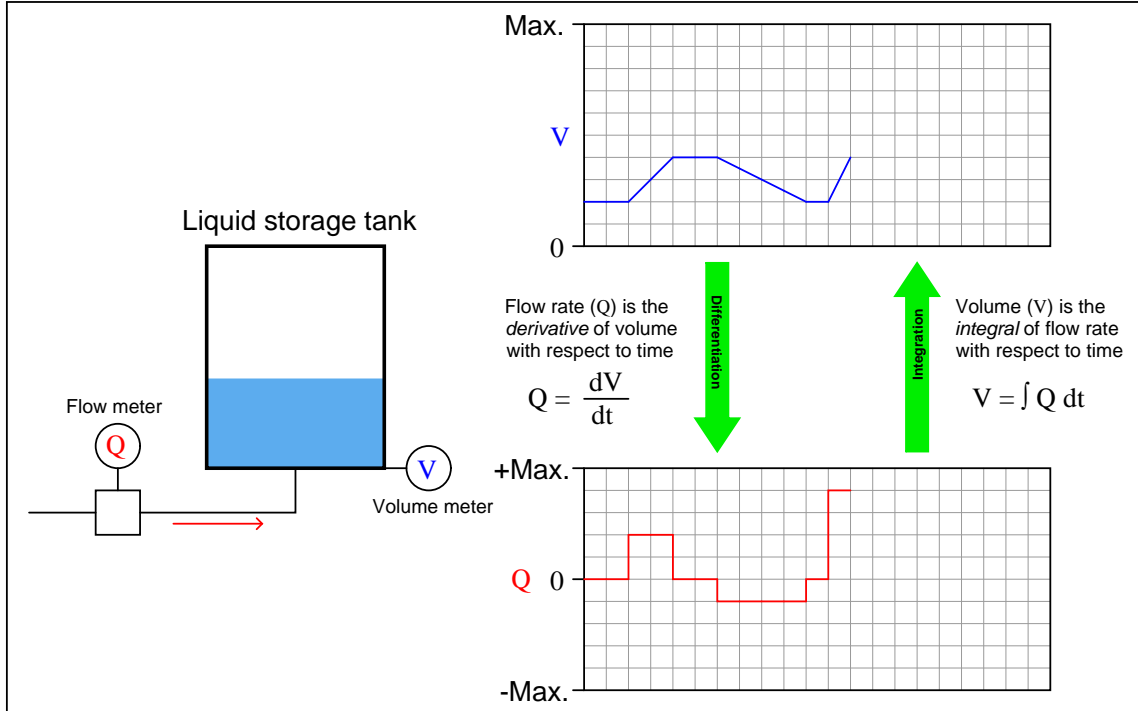 Max.
V
0
Liquid storage tank
Flow meter
Q
V
Volume meter
Flow rate (Q) is the
derivative of volume
with respect to time
Q = dV
dt
Differentiation
Integration
Volume (V) is the
integral of flow rate
with respect to time
V = ∫ Q dt
+Max.
Q 0
-Max.